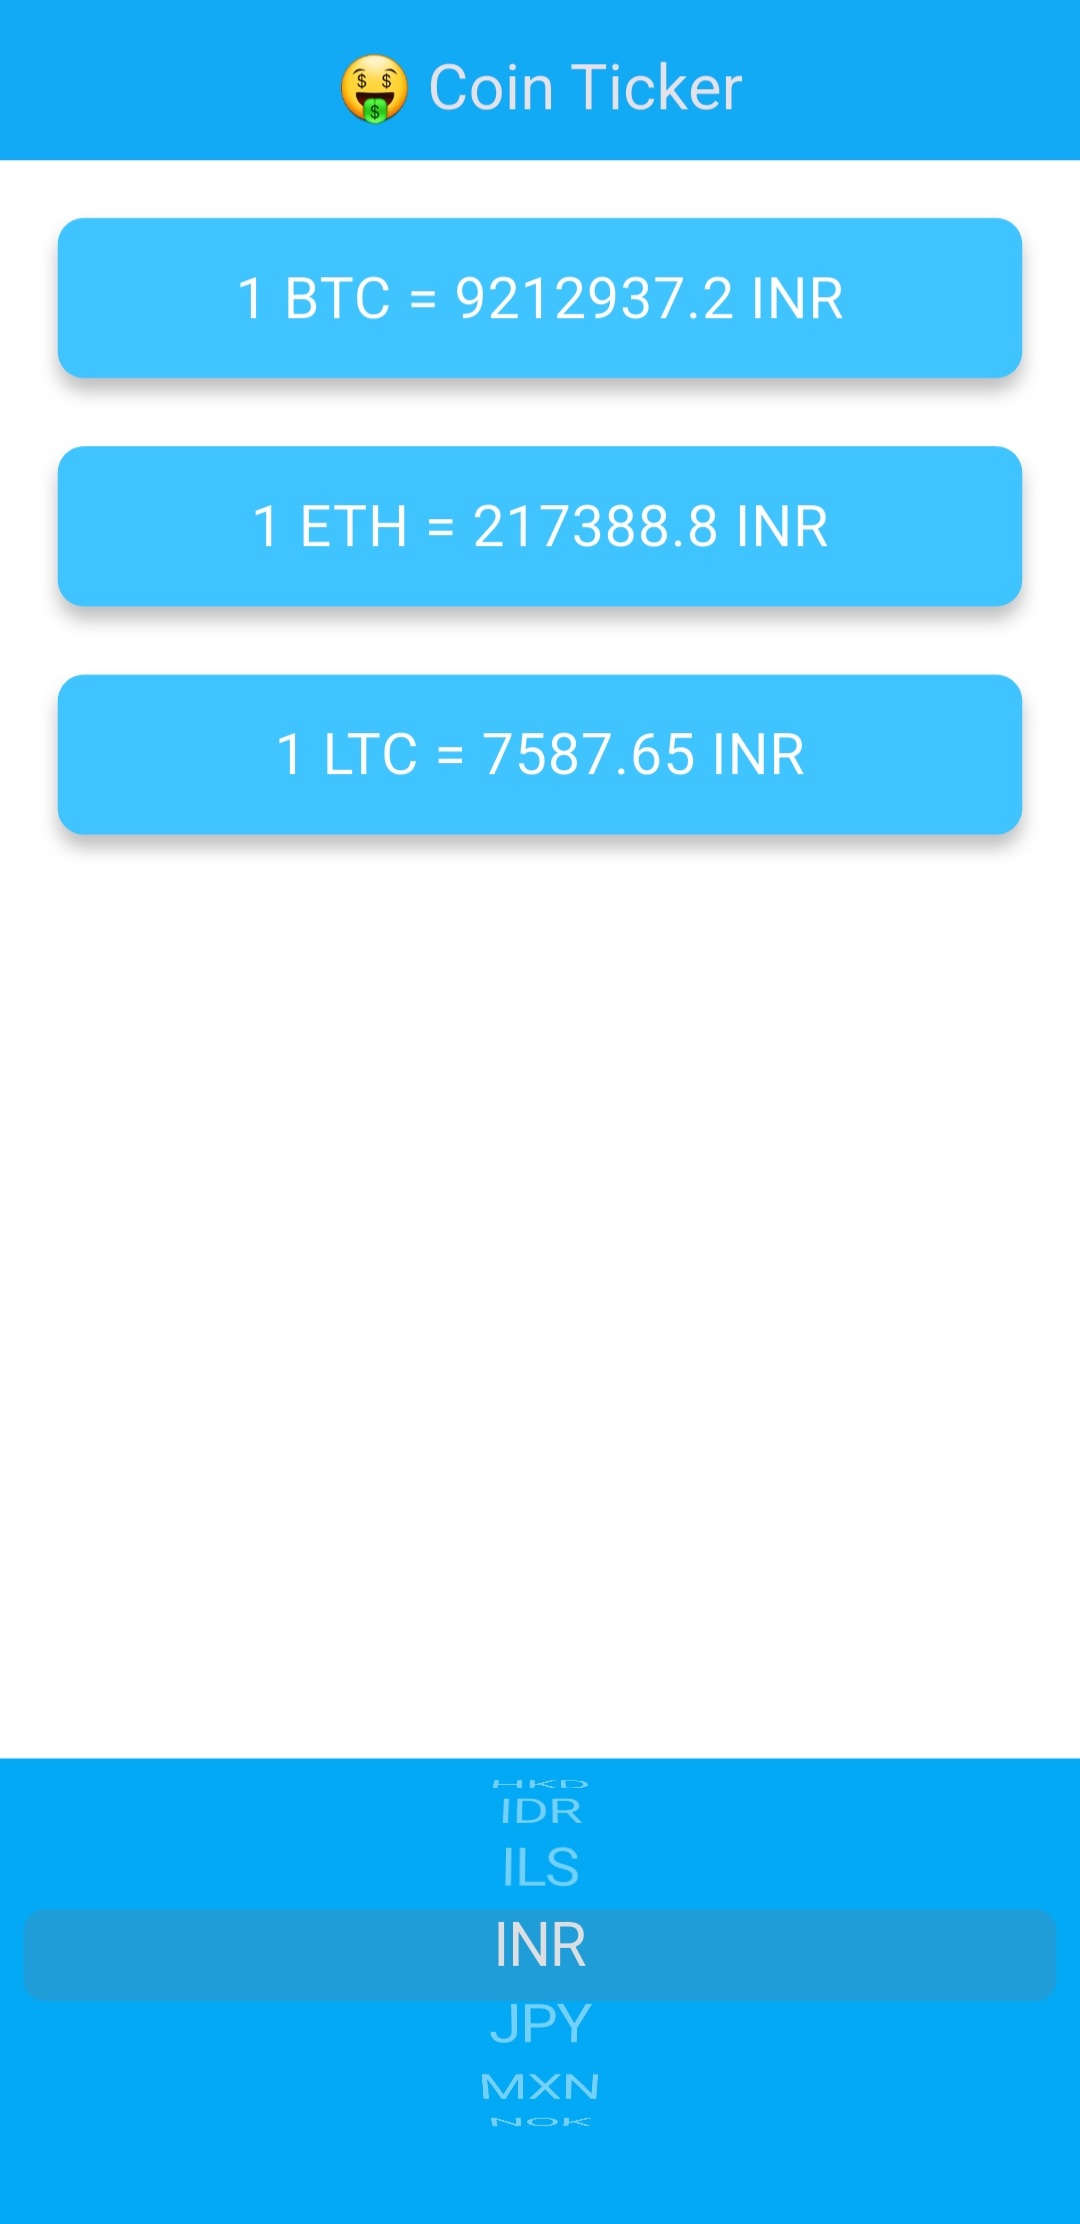 🤑 Coin Ticker
1 BTC = 9212937.2 INR
1 ETH = 217388.8 INR
1 LTC = 7587.65 INR
HKD
IDR
ILS
INR
JPY
MXN
NOK